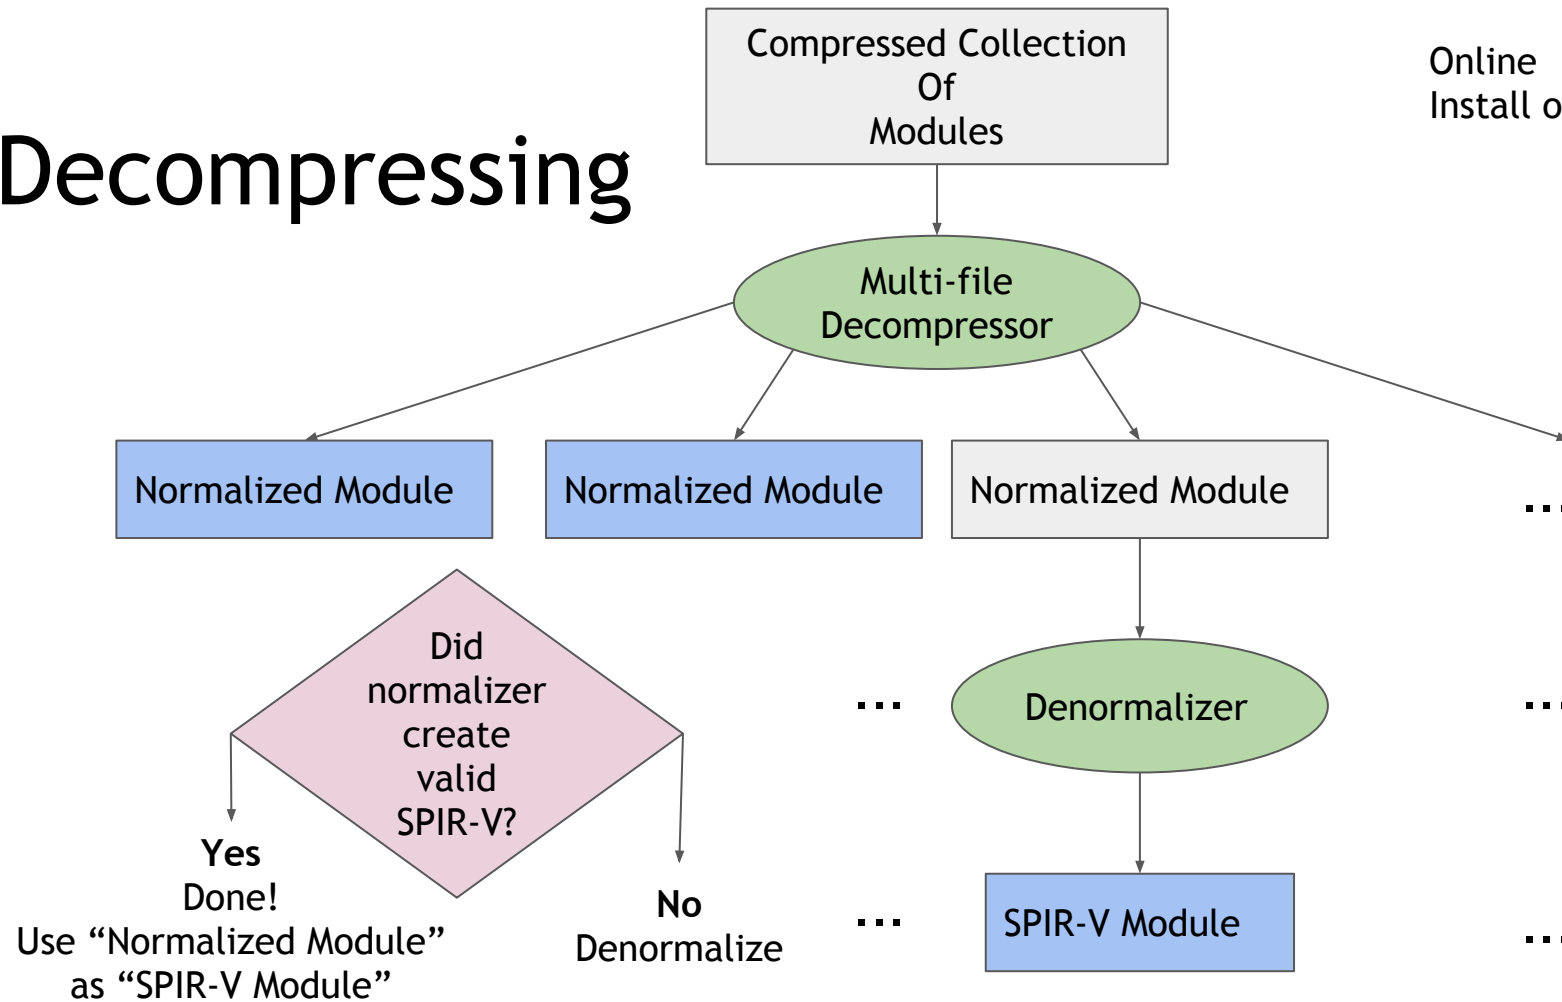 Compressed Collection
Of
Modules
Online
Install o
Decompressing
Multi-file
Decompressor
Normalized Module
Normalized Module
Normalized Module
...
Did
normalizer
create
valid
SPIR-V?
...
Denormalizer
...
Yes
Done!
Use “Normalized Module”
as “SPIR-V Module”
No
Denormalize
...
SPIR-V Module
...